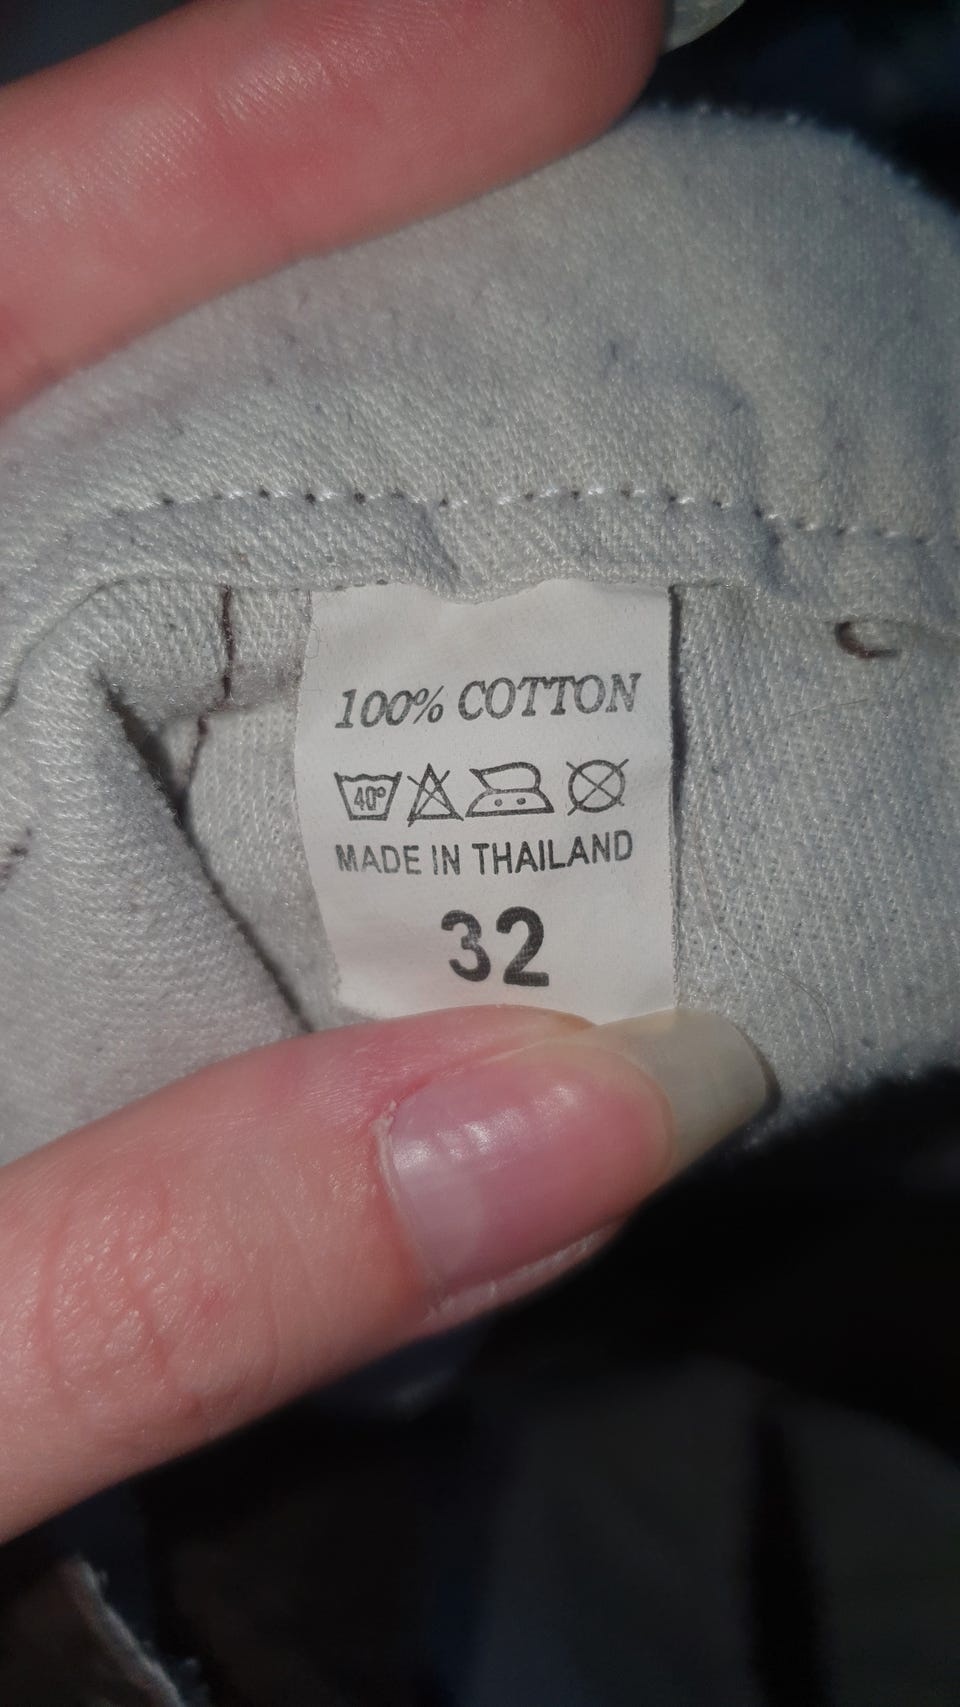 100% COTTON
40°
MADE IN THAILAND
32